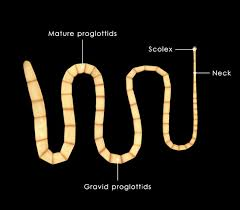 Mature proglottids
Scolex
Neck
Gravid proglottids